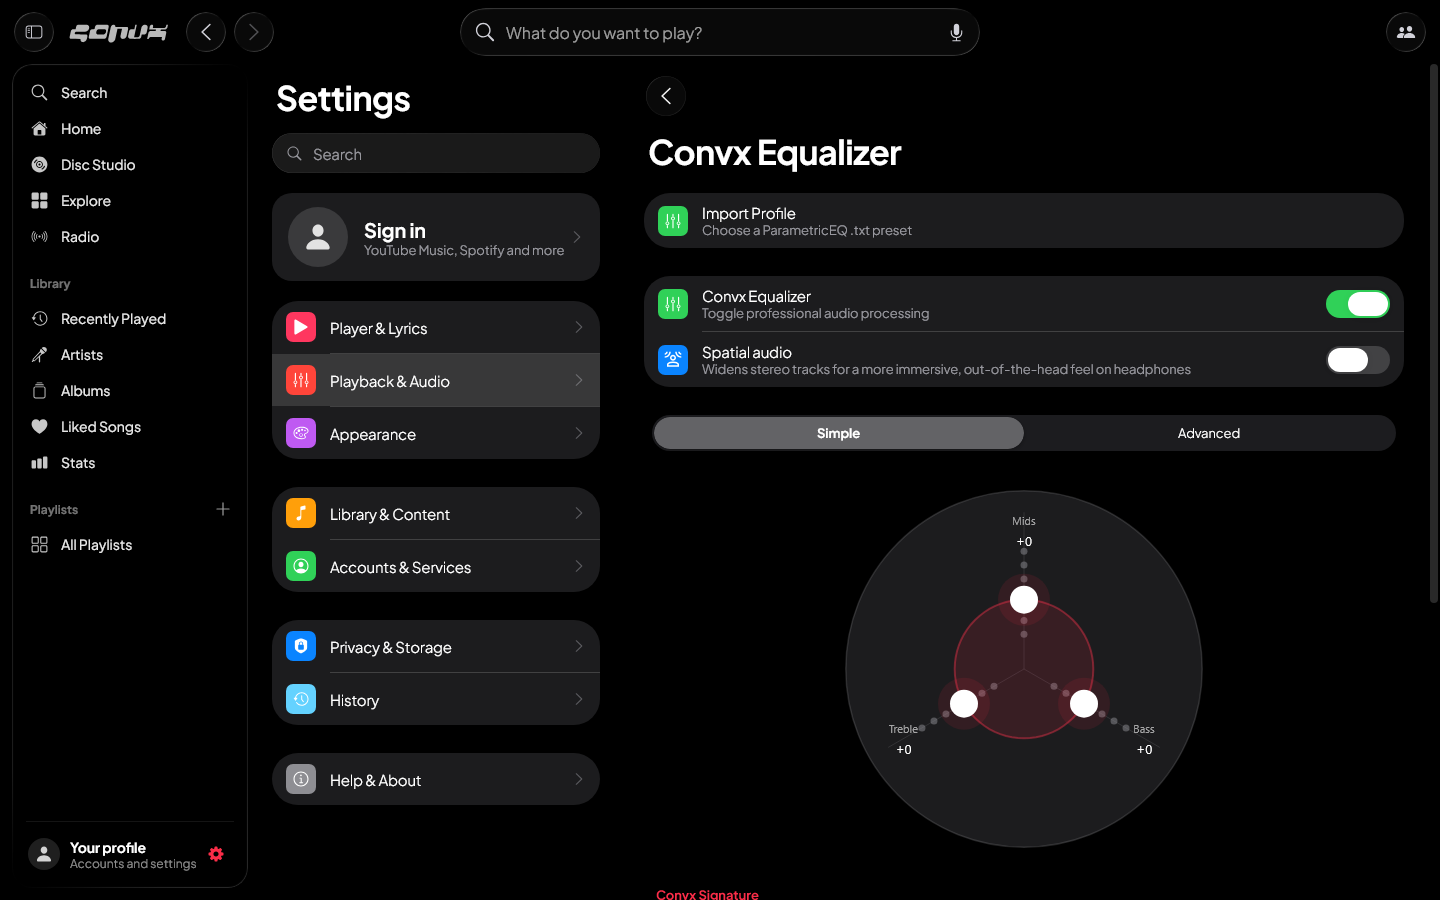 convx
What do you want to play?
Search
Home
Disc Studio
Explore
Radio
Library
Recently Played
Artists
Albums
Liked Songs
Stats
Playlists
All Playlists
Your profile
Accounts and settings
Settings
Search
Sign in
YouTube Music, Spotify and more
Player & Lyrics
Playback & Audio
Appearance
Library & Content
Accounts & Services
Privacy & Storage
History
Help & About
Convx Equalizer
Import Profile
Choose a ParametricEQ .txt preset
Convx Equalizer
Toggle professional audio processing
Spatial audio
Widens stereo tracks for a more immersive, out-of-the-head feel on headphones
Simple
Advanced
Mids
+0
Treble
+0
Bass
+0
Convx Signature